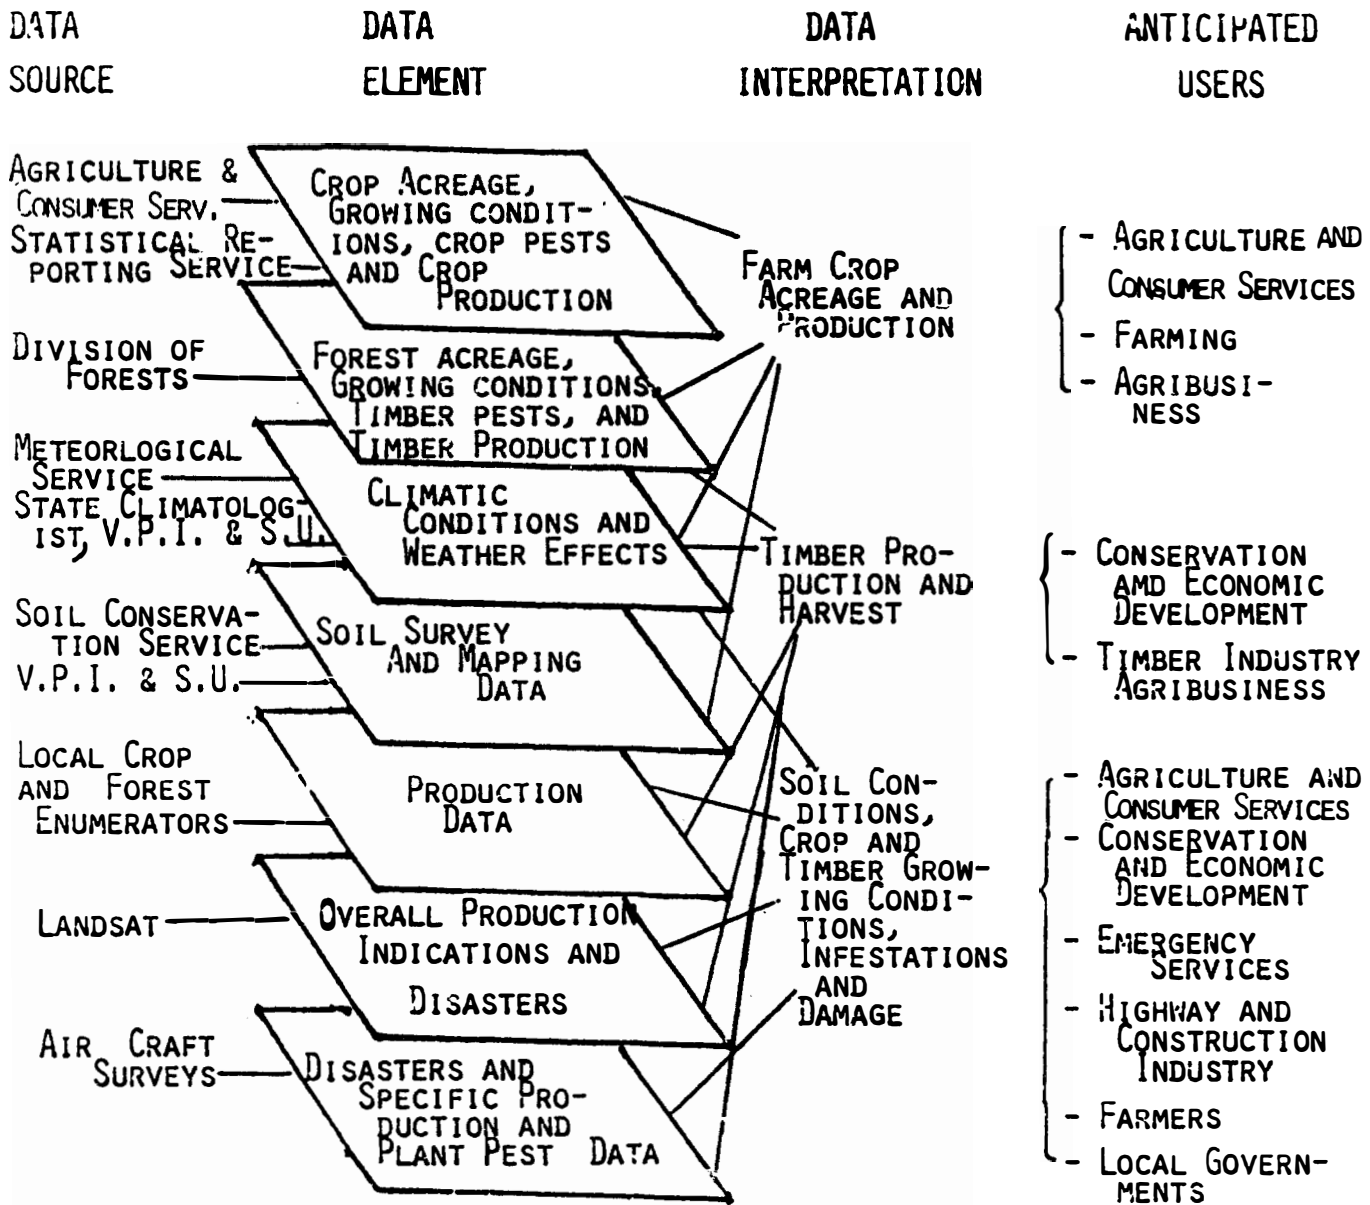 DATA
SOURCE
DATA
ELEMENT
DATA
INTERPRETATION
ANTICIPATED
USERS
AGRICULTURE &
CONSUMER SERV.
STATISTICAL RE-
PORTING SERVICE
DIVISION OF
FORESTS
METEORLOGICAL
SERVICE
STATE CLIMATOLOG-
IST, V.P.I. & S.U.
SOIL CONSERVA-
TION SERVICE
V.P.I. & S.U.
LOCAL CROP
AND FOREST
ENUMERATORS
LANDSAT
AIR CRAFT
SURVEYS
CROP ACREAGE,
GROWING CONDIT-
IONS, CROP PESTS
AND CROP
PRODUCTION
FOREST ACREAGE,
GROWING CONDITIONS,
TIMBER PESTS, AND
TIMBER PRODUCTION
CLIMATIC
CONDITIONS AND
WEATHER EFFECTS
SOIL SURVEY
AND MAPPING
DATA
PRODUCTION
DATA
OVERALL PRODUCTION
INDICATIONS AND
DISASTERS
DISASTERS AND
SPECIFIC PRO-
DUCTION AND
PLANT PEST DATA
FARM CROP
ACREAGE AND
PRODUCTION
TIMBER PRO-
DUCTION AND
HARVEST
SOIL CON-
DITIONS,
CROP AND
TIMBER GROW-
ING CONDI-
TIONS,
INFESTATIONS
AND
DAMAGE
- AGRICULTURE AND
CONSUMER SERVICES
- FARMING
- AGRIBUSI-
NESS
- CONSERVATION
AMD ECONOMIC
DEVELOPMENT
- TIMBER INDUSTRY
AGRIBUSINESS
- AGRICULTURE AND
CONSUMER SERVICES
- CONSERVATION
AND ECONOMIC
DEVELOPMENT
- EMERGENCY
SERVICES
- HIGHWAY AND
CONSTRUCTION
INDUSTRY
- FARMERS
- LOCAL GOVERN-
MENTS